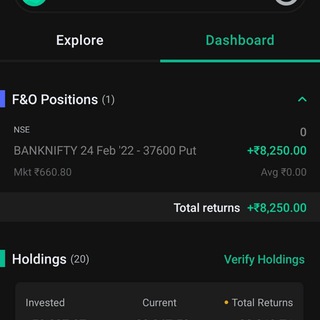 Explore Dashboard
F&O Positions (1)
NSE 0
BANKNIFTY 24 Feb '22 - 37600 Put +₹8,250.00
Mkt ₹660.80 Avg ₹0.00
Total returns +₹8,250.00
Holdings (20) Verify Holdings
Invested Current Total Returns